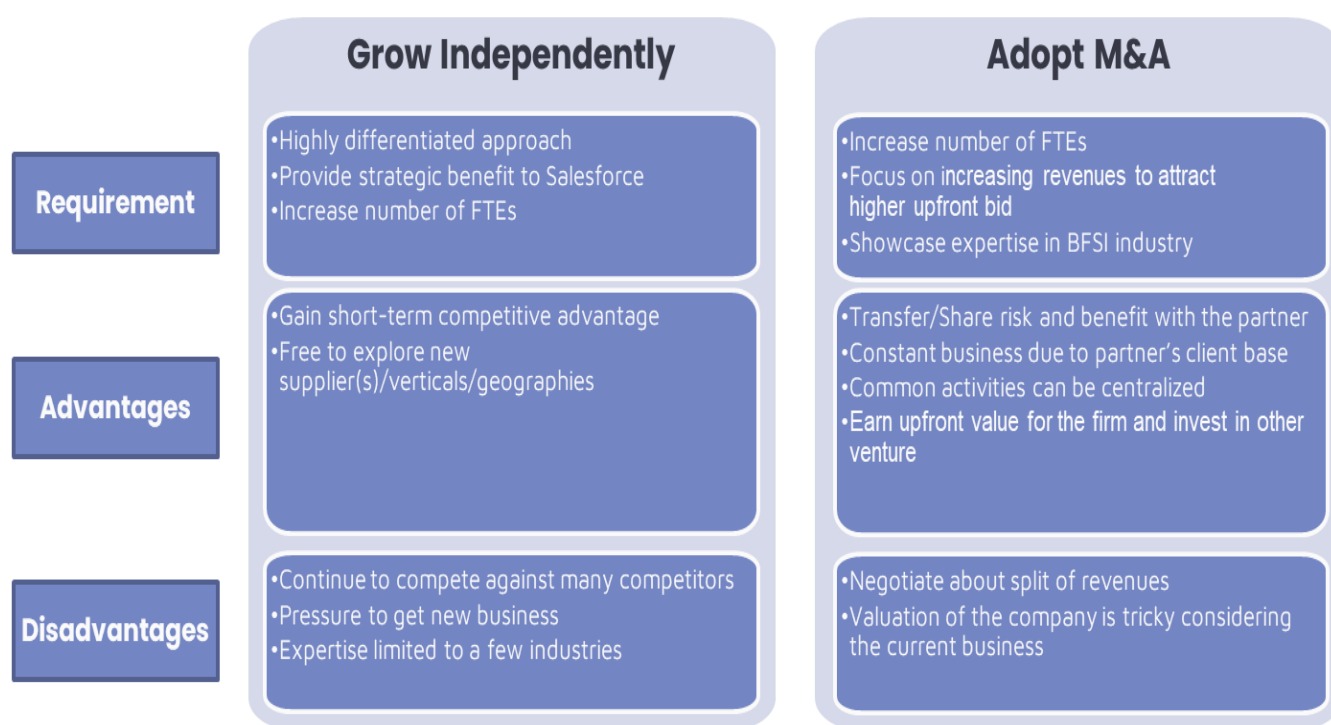 Grow Independently
Adopt M&A
Requirement
•Highly differentiated approach
•Provide strategic benefit to Salesforce
•Increase number of FTEs
•Increase number of FTEs
•Focus on increasing revenues to attract
higher upfront bid
•Showcase expertise in BFSI industry
Advantages
•Gain short-term competitive advantage
•Free to explore new
supplier(s)/verticals/geographies
•Transfer/Share risk and benefit with the partner
•Constant business due to partner's client base
•Common activities can be centralized
•Earn upfront value for the firm and invest in other
venture
Disadvantages
•Continue to compete against many competitors
•Pressure to get new business
•Expertise limited to a few industries
•Negotiate about split of revenues
•Valuation of the company is tricky considering
the current business